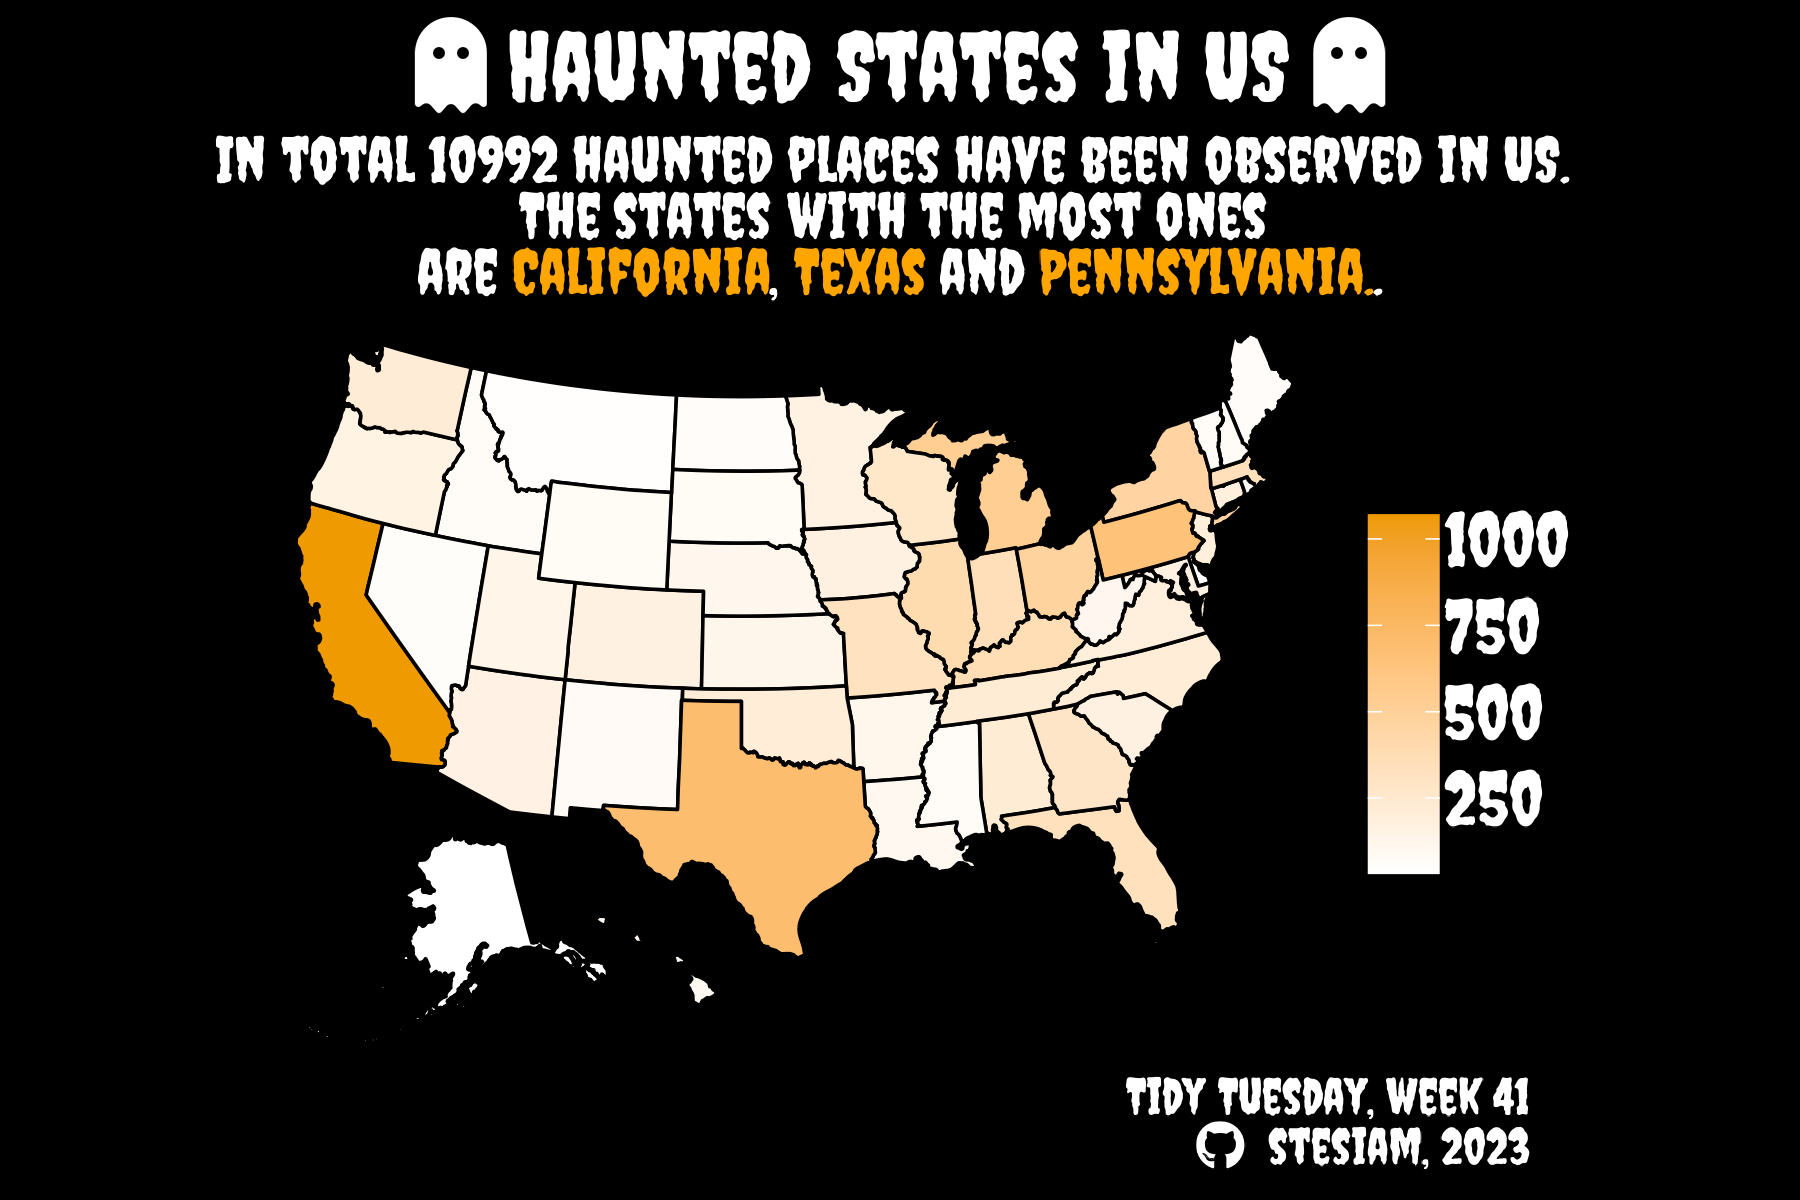 HAUNTED STATES IN US
IN TOTAL 10992 HAUNTED PLACES HAVE BEEN OBSERVED IN US.
THE STATES WITH THE MOST ONES
ARE CALIFORNIA, TEXAS AND PENNSYLVANIA..
1000
750
500
250
TIDY TUESDAY, WEEK 41
STESIAM, 2023